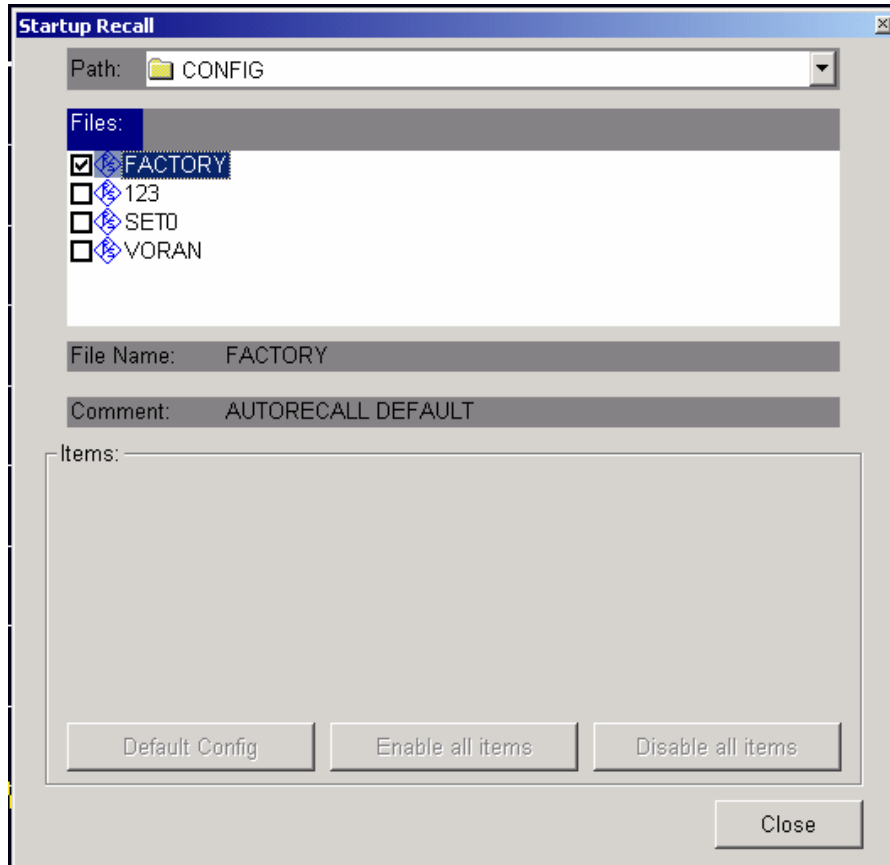 Startup Recall
Path: CONFIG
Files:
FACTORY
123
SET0
VORAN
File Name: FACTORY
Comment: AUTORECALL DEFAULT
Items:
Default Config Enable all items Disable all items
Close